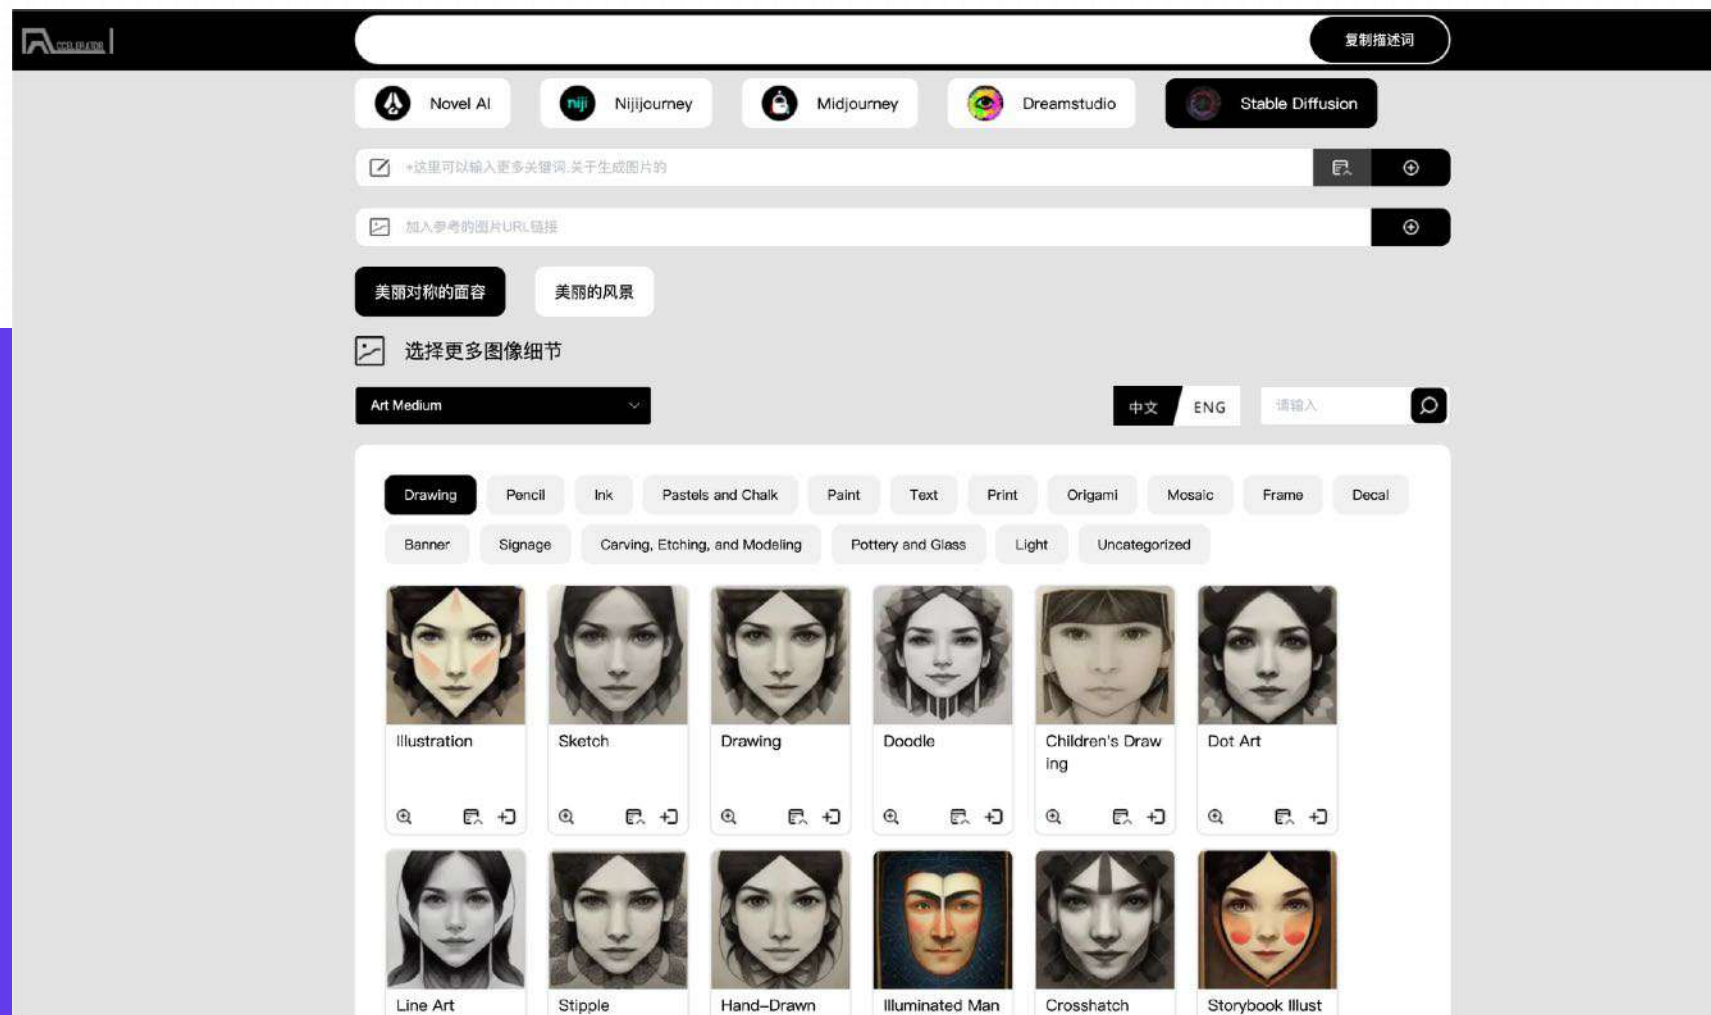 CCELERATOR
复制描述词
Novel AI
niji
Nijijourney
Midjourney
Dreamstudio
Stable Diffusion
+这里可以输入更多关键词.关于生成图片的
加入参考的图片URL链接
美丽对称的面容
美丽的风景
选择更多图像细节
Art Medium
中文
ENG
请输入
Drawing
Pencil
Ink
Pastels and Chalk
Paint
Text
Print
Origami
Mosaic
Frame
Decal
Banner
Signage
Carving, Etching, and Modeling
Pottery and Glass
Light
Uncategorized
Illustration
Sketch
Drawing
Doodle
Children's Draw
ing
Dot Art
Line Art
Stipple
Hand-Drawn
Illuminated Man
Crosshatch
Storybook Illust